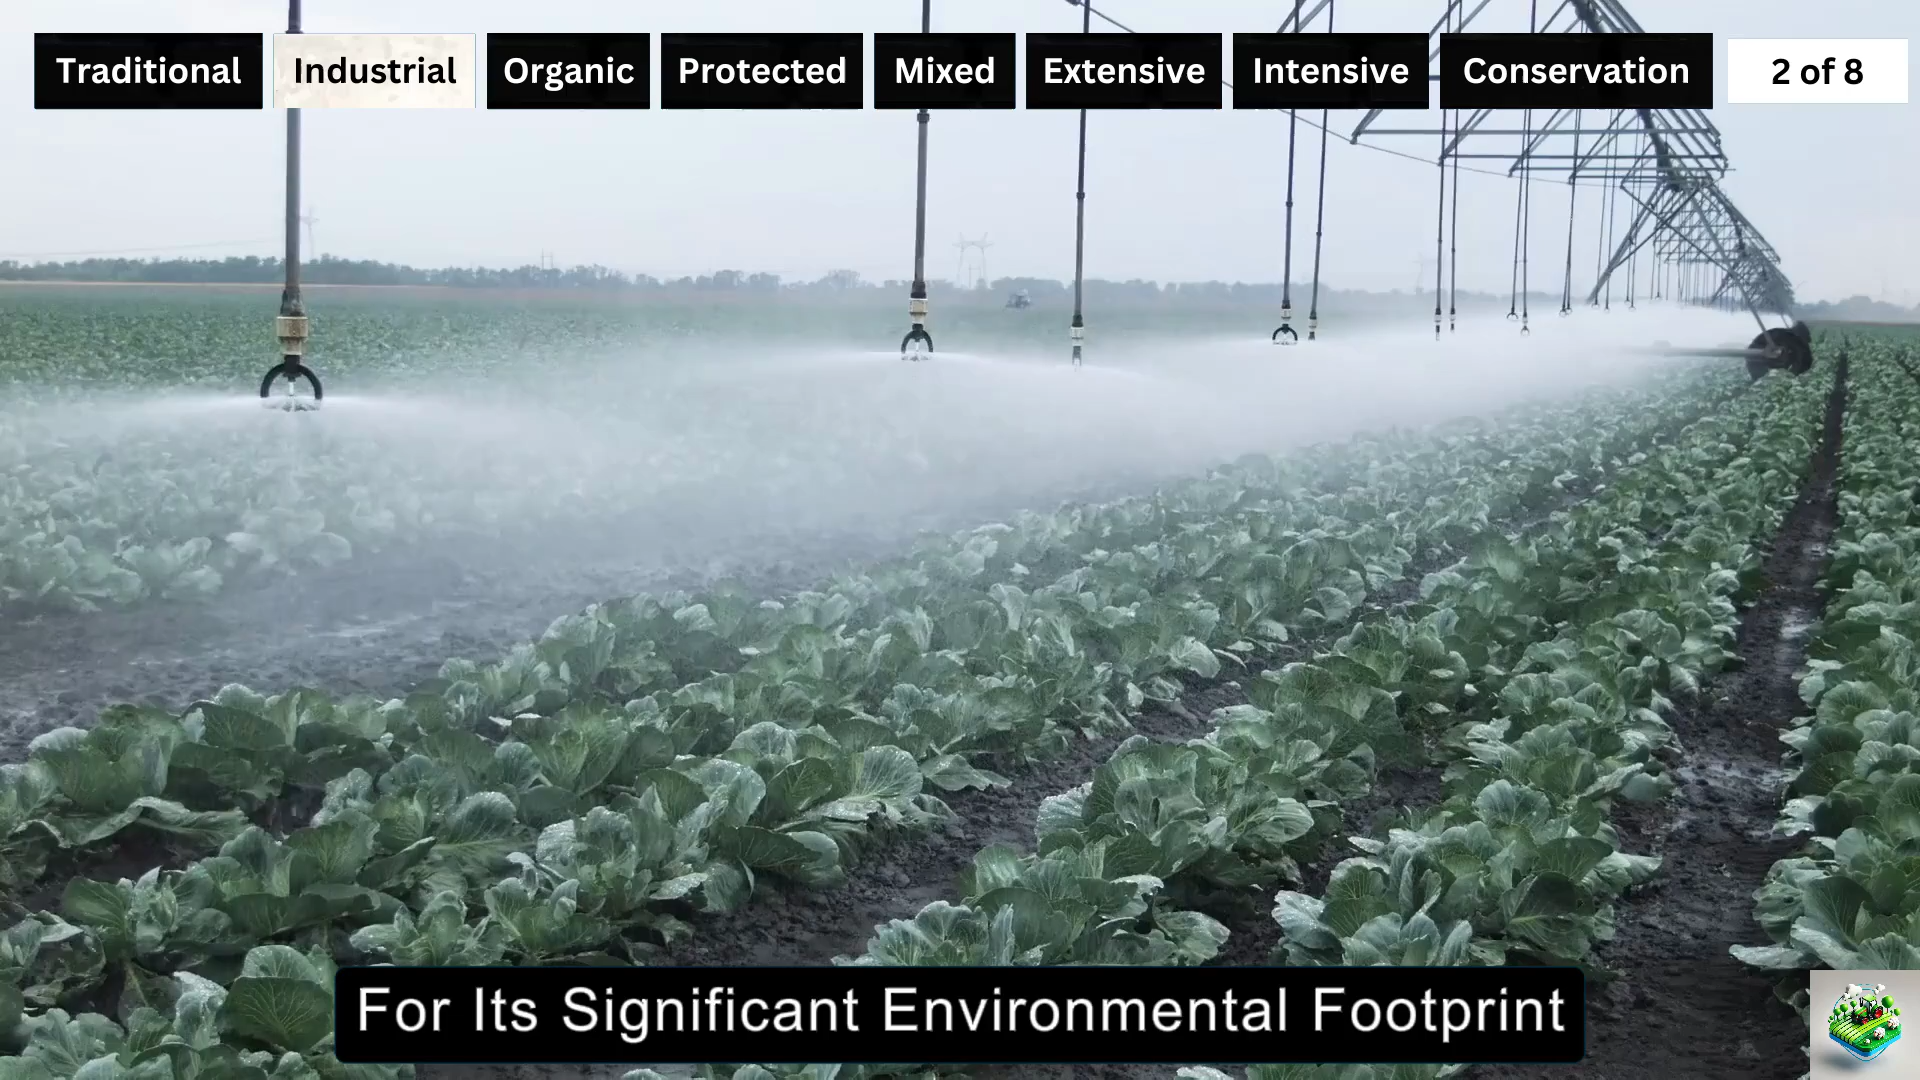 Traditional Industrial Organic Protected Mixed Extensive Intensive Conservation 2 of 8
For Its Significant Environmental Footprint